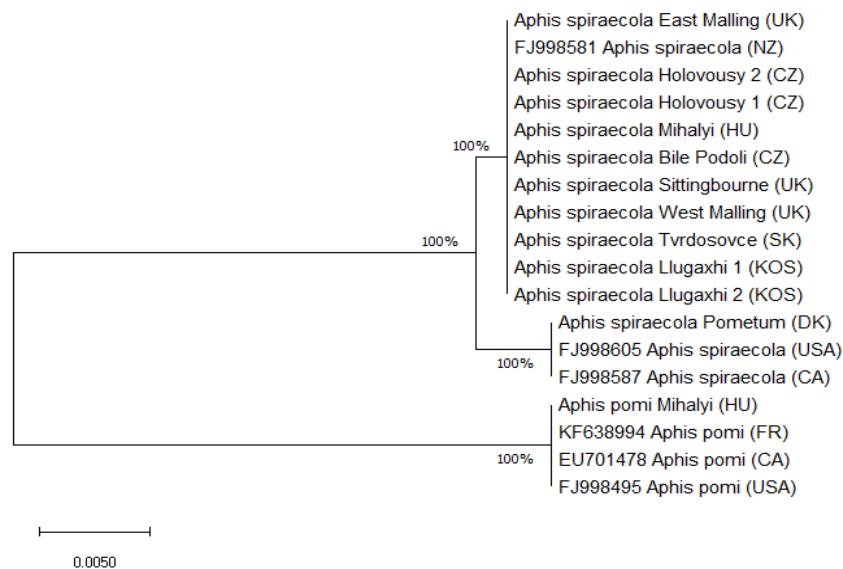 Aphis spiraecola East Malling (UK)
FJ998581 Aphis spiraecola (NZ)
Aphis spiraecola Holovousy 2 (CZ)
Aphis spiraecola Holovousy 1 (CZ)
Aphis spiraecola Mihalyi (HU)
100%
Aphis spiraecola Bile Podoli (CZ)
Aphis spiraecola Sittingbourne (UK)
Aphis spiraecola West Malling (UK)
100%
Aphis spiraecola Tvrdosovce (SK)
Aphis spiraecola Llugaxhi 1 (KOS)
Aphis spiraecola Llugaxhi 2 (KOS)
Aphis spiraecola Pometum (DK)
FJ998605 Aphis spiraecola (USA)
100%
FJ998587 Aphis spiraecola (CA)
Aphis pomi Mihalyi (HU)
KF638994 Aphis pomi (FR)
100%
EU701478 Aphis pomi (CA)
FJ998495 Aphis pomi (USA)
0.0050